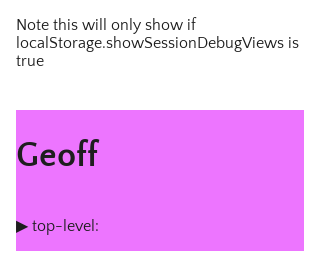 Note this will only show if
localStorage.showSessionDebugViews is
true
Geoff
▶ top-level: